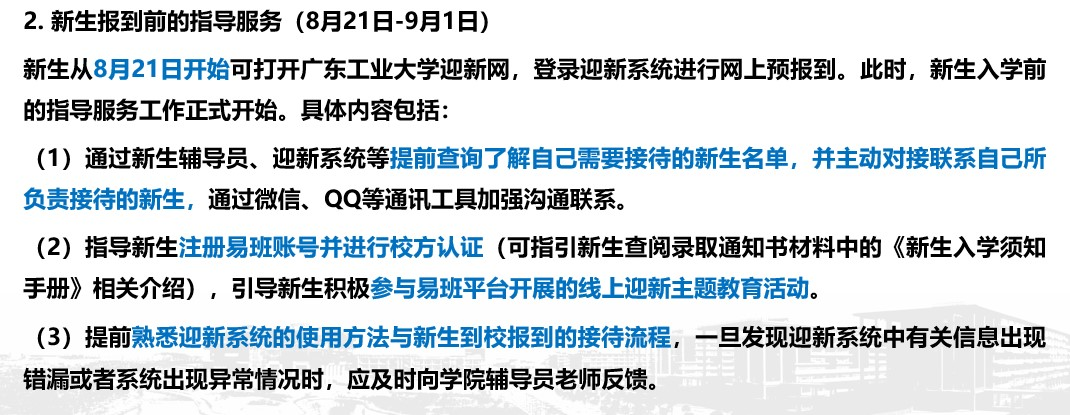 2. 新生报到前的指导服务（8月21日-9月1日）
新生从8月21日开始可打开广东工业大学迎新网，登录迎新系统进行网上预报到。此时，新生入学前
的指导服务工作正式开始。具体内容包括：
（1）通过新生辅导员、迎新系统等提前查询了解自己需要接待的新生名单，并主动对接联系自己所
负责接待的新生，通过微信、QQ等通讯工具加强沟通联系。
（2）指导新生注册易班账号并进行校方认证（可指引新生查阅录取通知书材料中的《新生入学须知
手册》相关介绍），引导新生积极参与易班平台开展的线上迎新主题教育活动。
（3）提前熟悉迎新系统的使用方法与新生到校报到的接待流程，一旦发现迎新系统中有关信息出现
错漏或者系统出现异常情况时，应及时向学院辅导员老师反馈。